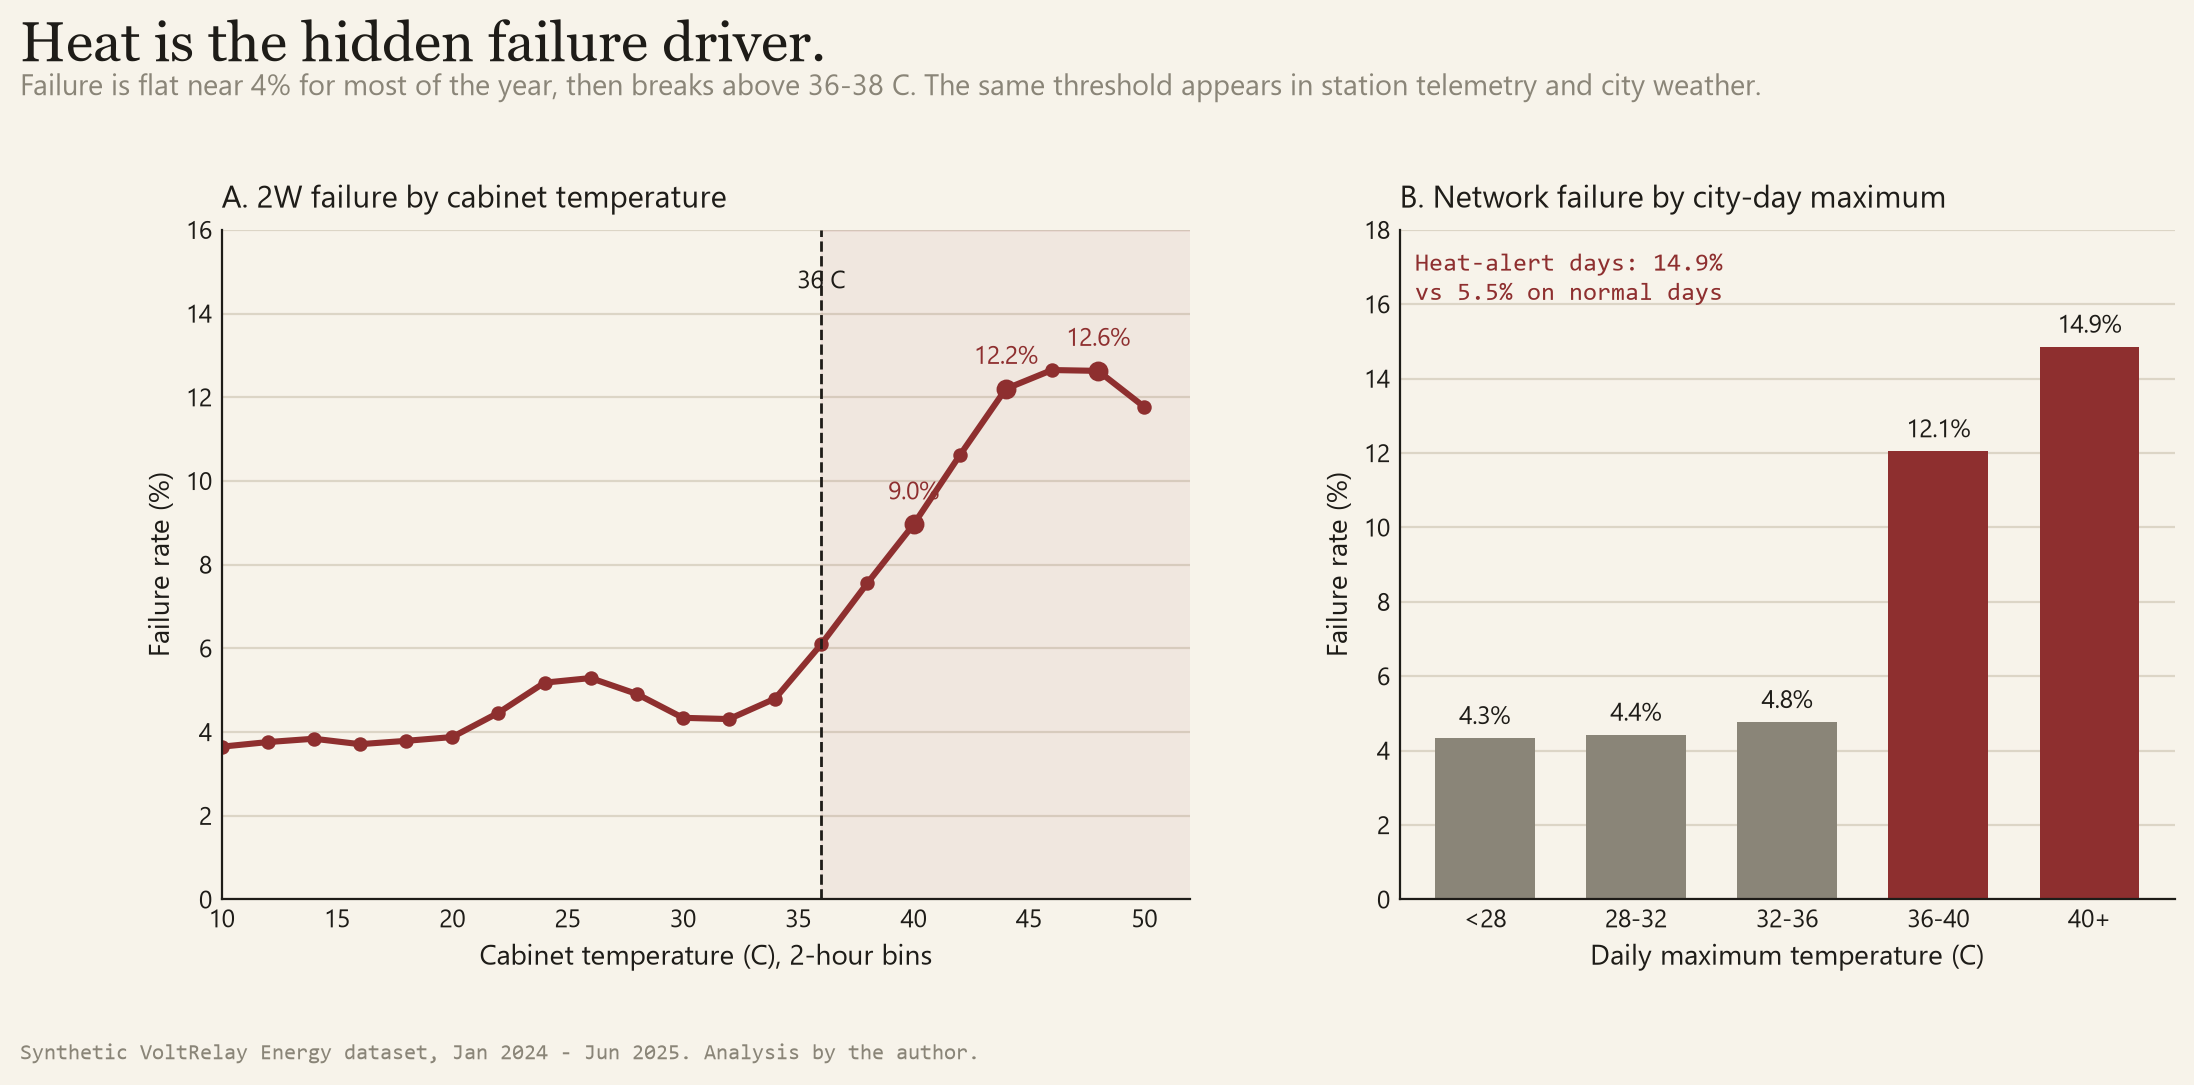 Heat is the hidden failure driver.
Failure is flat near 4% for most of the year, then breaks above 36-38 C. The same threshold appears in station telemetry and city weather.
A. 2W failure by cabinet temperature
16
14
12
10
8
6
4
2
0
Failure rate (%)
36 C
9.0%
12.2%
12.6%
10 15 20 25 30 35 40 45 50
Cabinet temperature (C), 2-hour bins
B. Network failure by city-day maximum
18
16
14
12
10
8
6
4
2
0
Failure rate (%)
Heat-alert days: 14.9%
vs 5.5% on normal days
4.3%
4.4%
4.8%
12.1%
14.9%
<28 28-32 32-36 36-40 40+
Daily maximum temperature (C)
Synthetic VoltRelay Energy dataset, Jan 2024 - Jun 2025. Analysis by the author.